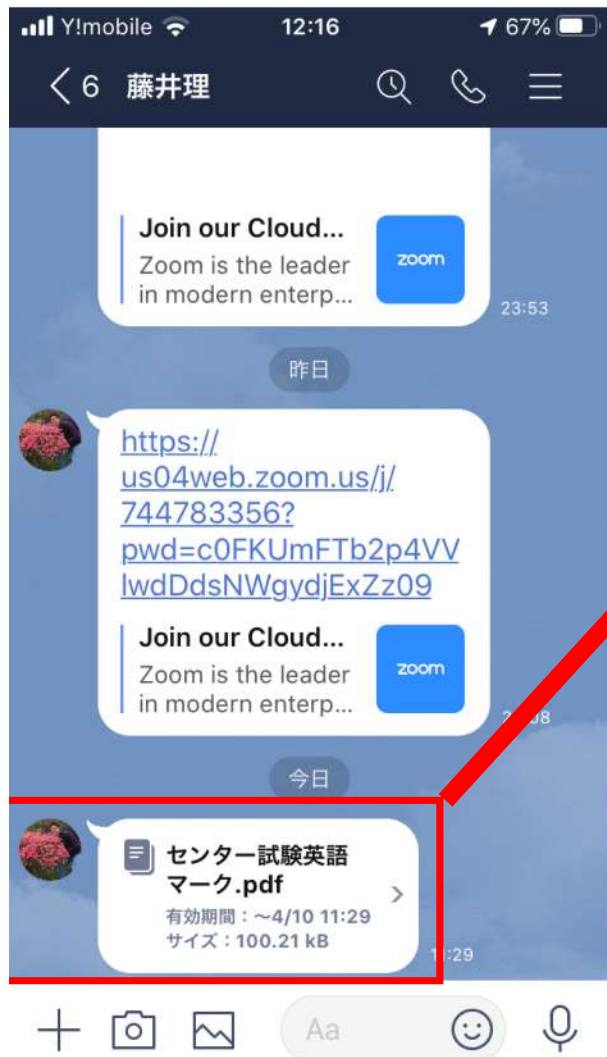 Y!mobile
12:16
67%
6 藤井理
Join our Cloud...
Zoom is the leader
in modern enterp...
zoom
23:53
昨日
https://
us04web.zoom.us/j/
744783356?
pwd=c0FKUmFTb2p4VV
lwdDdsNWgydjExZz09
Join our Cloud...
Zoom is the leader
in modern enterp...
zoom
今日
センター試験英語
マーク.pdf
有効期間：〜4/10 11:29
サイズ：100.21 kB
11:29
Aa